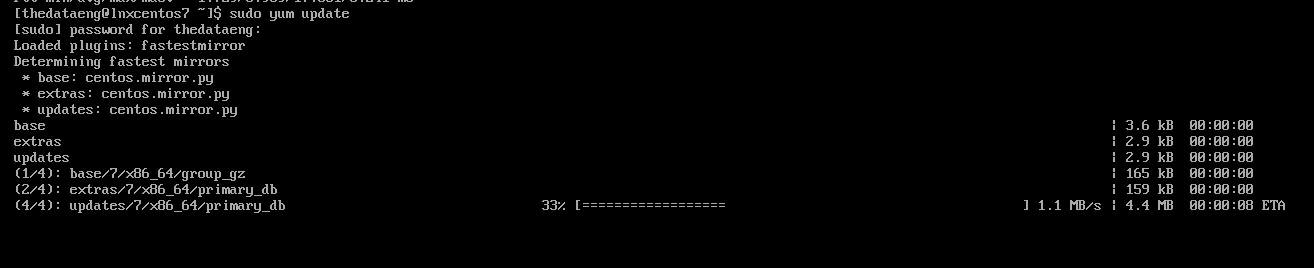 [thedataeng@lnxcentos7 ~]$ sudo yum update
[sudo] password for thedataeng:
Loaded plugins: fastestmirror
Determining fastest mirrors
 * base: centos.mirror.py
 * extras: centos.mirror.py
 * updates: centos.mirror.py
base | 3.6 kB 00:00:00
extras | 2.9 kB 00:00:00
updates | 2.9 kB 00:00:00
(1/4): base/7/x86_64/group_gz | 165 kB 00:00:00
(2/4): extras/7/x86_64/primary_db | 159 kB 00:00:00
(4/4): updates/7/x86_64/primary_db 33% [================== ] 1.1 MB/s | 4.4 MB 00:00:08 ETA